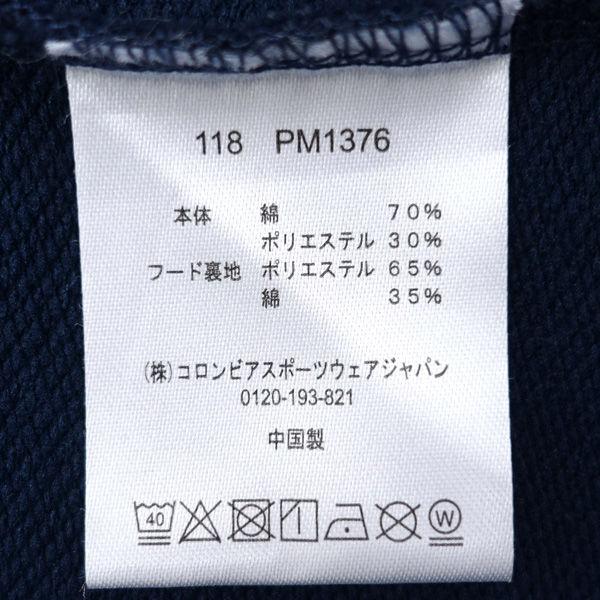 118 PM1376
本体 綿 70%
ポリエステル 30%
フード裏地 ポリエステル 65%
綿 35%
(株)コロンビアスポーツウェアジャパン
0120-193-821
中国製
40 W